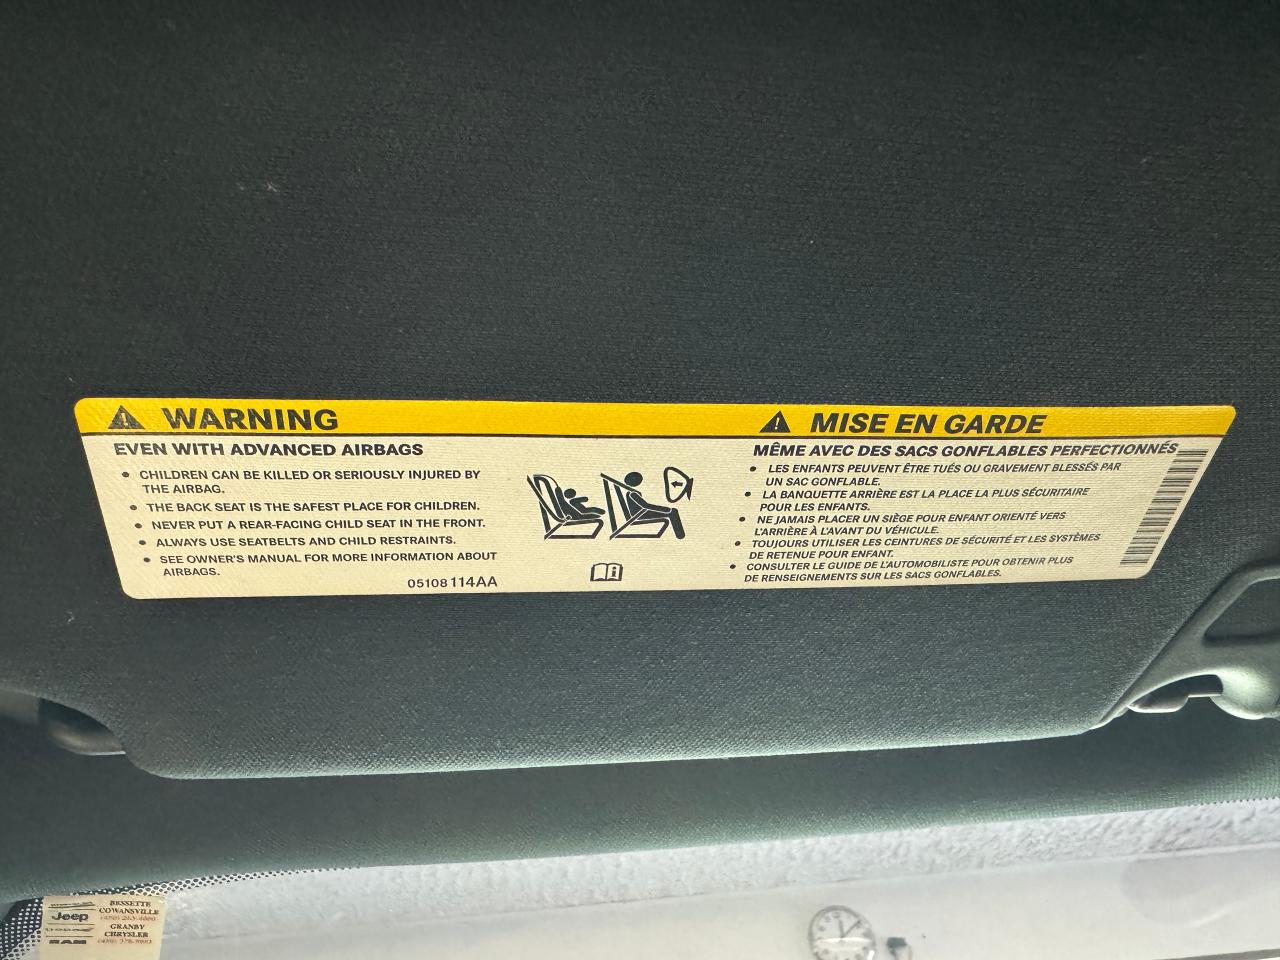 WARNING
EVEN WITH ADVANCED AIRBAGS
• CHILDREN CAN BE KILLED OR SERIOUSLY INJURED BY
THE AIRBAG.
• THE BACK SEAT IS THE SAFEST PLACE FOR CHILDREN.
• NEVER PUT A REAR-FACING CHILD SEAT IN THE FRONT.
• ALWAYS USE SEATBELTS AND CHILD RESTRAINTS.
• SEE OWNER'S MANUAL FOR MORE INFORMATION ABOUT
AIRBAGS.
05108114AA
MISE EN GARDE
MÊME AVEC DES SACS GONFLABLES PERFECTIONNÉS
• LES ENFANTS PEUVENT ÊTRE TUÉS OU GRAVEMENT BLESSÉS PAR
UN SAC GONFLABLE.
• LA BANQUETTE ARRIÈRE EST LA PLACE LA PLUS SÉCURITAIRE
POUR LES ENFANTS.
• NE JAMAIS PLACER UN SIÈGE POUR ENFANT ORIENTÉ VERS
L'ARRIÈRE À L'AVANT DU VÉHICULE.
• TOUJOURS UTILISER LES CEINTURES DE SÉCURITÉ ET LES SYSTÈMES
DE RETENUE POUR ENFANT.
• CONSULTER LE GUIDE DE L'AUTOMOBILISTE POUR OBTENIR PLUS
DE RENSEIGNEMENTS SUR LES SACS GONFLABLES.
Jeep
RAM
BESSETTE
COWANSVILLE
GRANBY
CHRYSLER